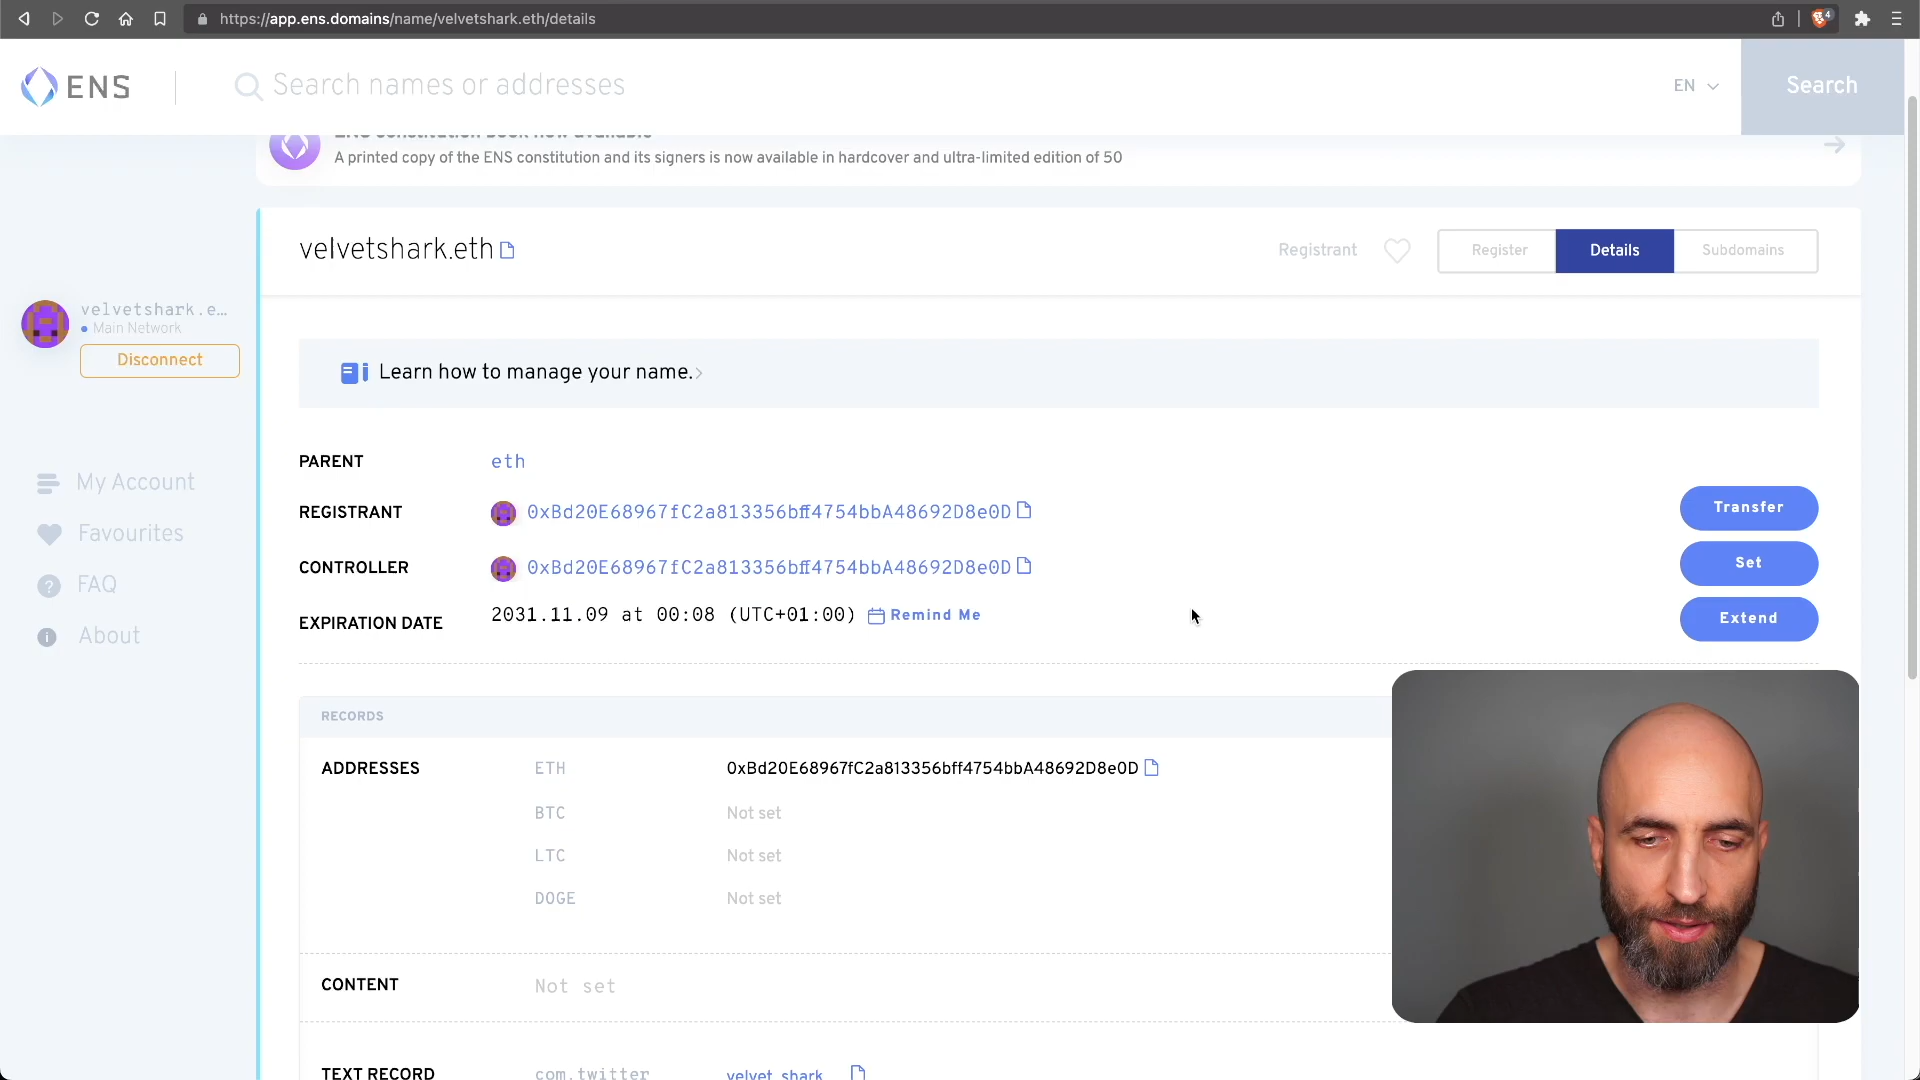 https://app.ens.domains/name/velvetshark.eth/details
4
ENS
Search names or addresses
EN
Search
ENS constitution book now available
A printed copy of the ENS constitution and its signers is now available in hardcover and ultra-limited edition of 50
velvetshark.eth
Registrant
Register
Details
Subdomains
velvetshark.e...
Main Network
Disconnect
Learn how to manage your name.
My Account
Favourites
FAQ
About
PARENT eth
REGISTRANT 0xBd20E68967fC2a813356bff4754bbA48692D8e0D
Transfer
CONTROLLER 0xBd20E68967fC2a813356bff4754bbA48692D8e0D
Set
EXPIRATION DATE 2031.11.09 at 00:08 (UTC+01:00) Remind Me
Extend
RECORDS
ADDRESSES ETH 0xBd20E68967fC2a813356bff4754bbA48692D8e0D
BTC Not set
LTC Not set
DOGE Not set
CONTENT Not set
TEXT RECORD com.twitter velvet_shark